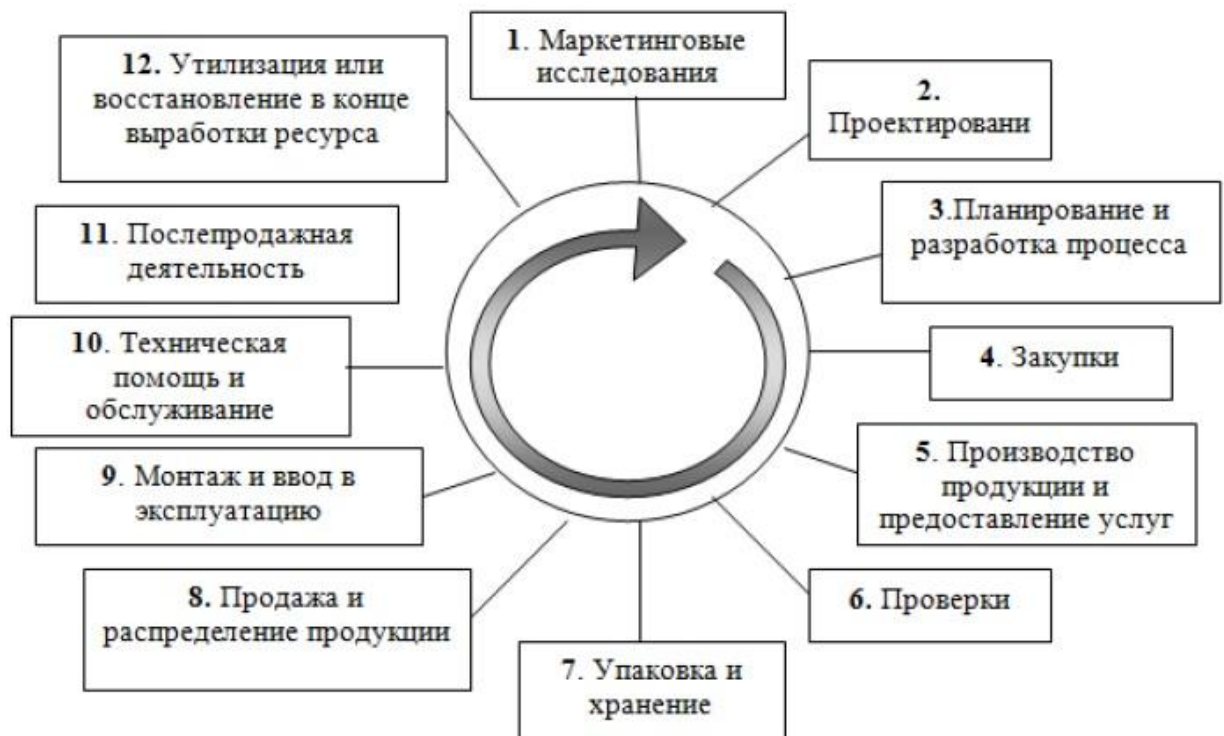 1. Маркетинговые
исследования
2.
Проектировани
3.Планирование и
разработка процесса
4. Закупки
5. Производство
продукции и
предоставление услуг
6. Проверки
7. Упаковка и
хранение
8. Продажа и
распределение продукции
9. Монтаж и ввод в
эксплуатацию
10. Техническая
помощь и
обслуживание
11. Послепродажная
деятельность
12. Утилизация или
восстановление в конце
выработки ресурса